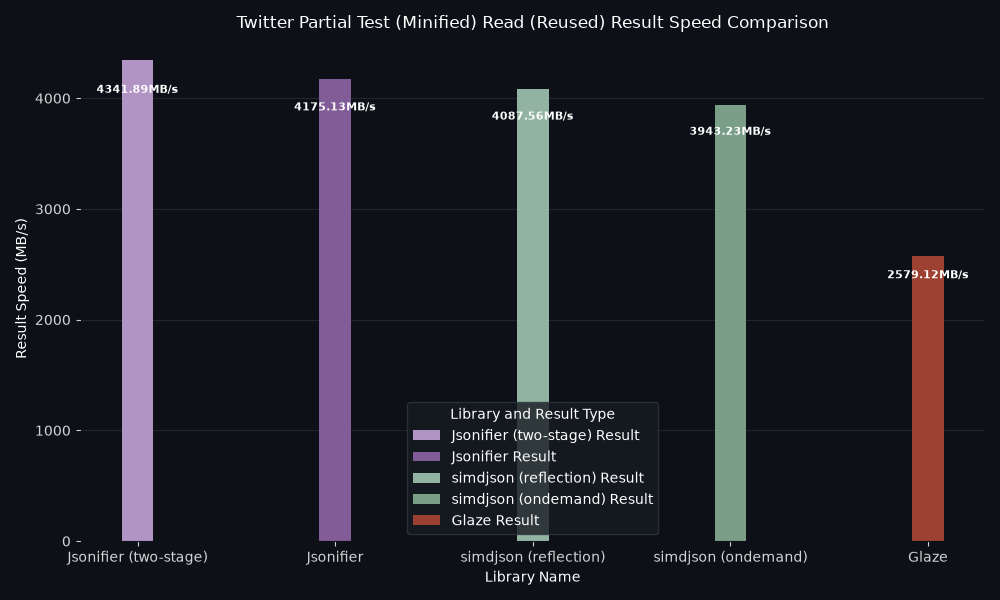 Twitter Partial Test (Minified) Read (Reused) Result Speed Comparison
4341.89MB/s
4175.13MB/s
4087.56MB/s
3943.23MB/s
2579.12MB/s
4000
3000
2000
1000
0
Result Speed (MB/s)
Library and Result Type
Jsonifier (two-stage) Result
Jsonifier Result
simdjson (reflection) Result
simdjson (ondemand) Result
Glaze Result
Jsonifier (two-stage)
Jsonifier
simdjson (reflection)
simdjson (ondemand)
Glaze
Library Name